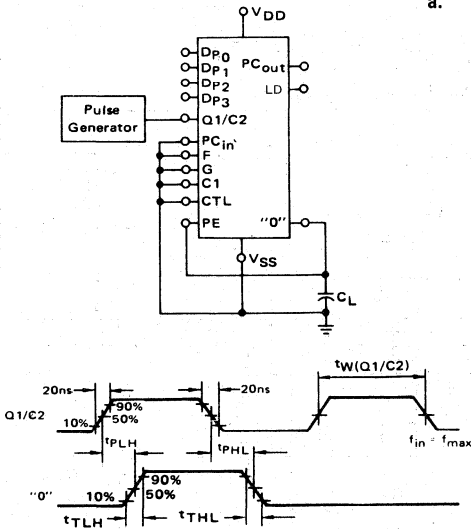 a.
VDD
DP0
DP1
DP2
DP3
Q1/C2
PCin
F
G
C1
CTL
PE
PCout
LD
"0"
Pulse
Generator
VSS
CL
20ns
20ns
tW(Q1/C2)
Q1/C2
10%
90%
50%
tPLH
tPHL
fin = fmax
"0"
10%
90%
50%
tTLH
tTHL